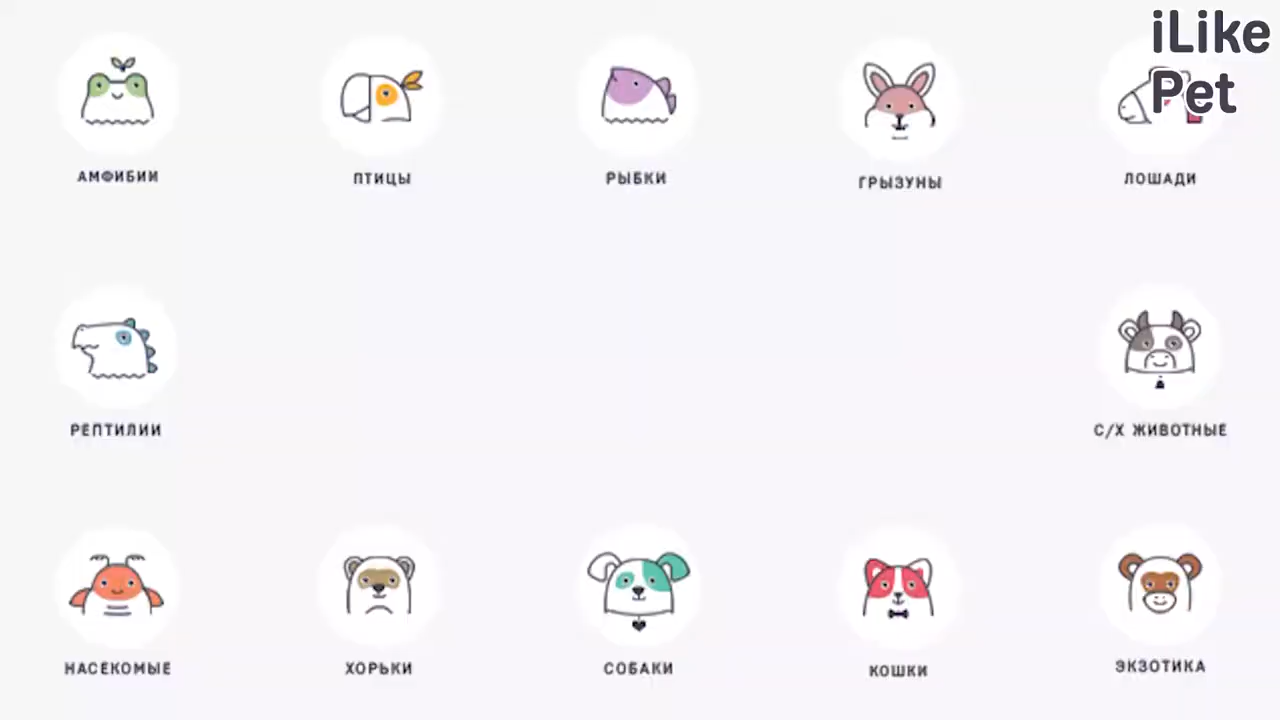 iLike
Pet
АМФИБИИ
ПТИЦЫ
РЫБКИ
ГРЫЗУНЫ
ЛОШАДИ
РЕПТИЛИИ
С/Х ЖИВОТНЫЕ
НАСЕКОМЫЕ
ХОРЬКИ
СОБАКИ
КОШКИ
ЭКЗОТИКА